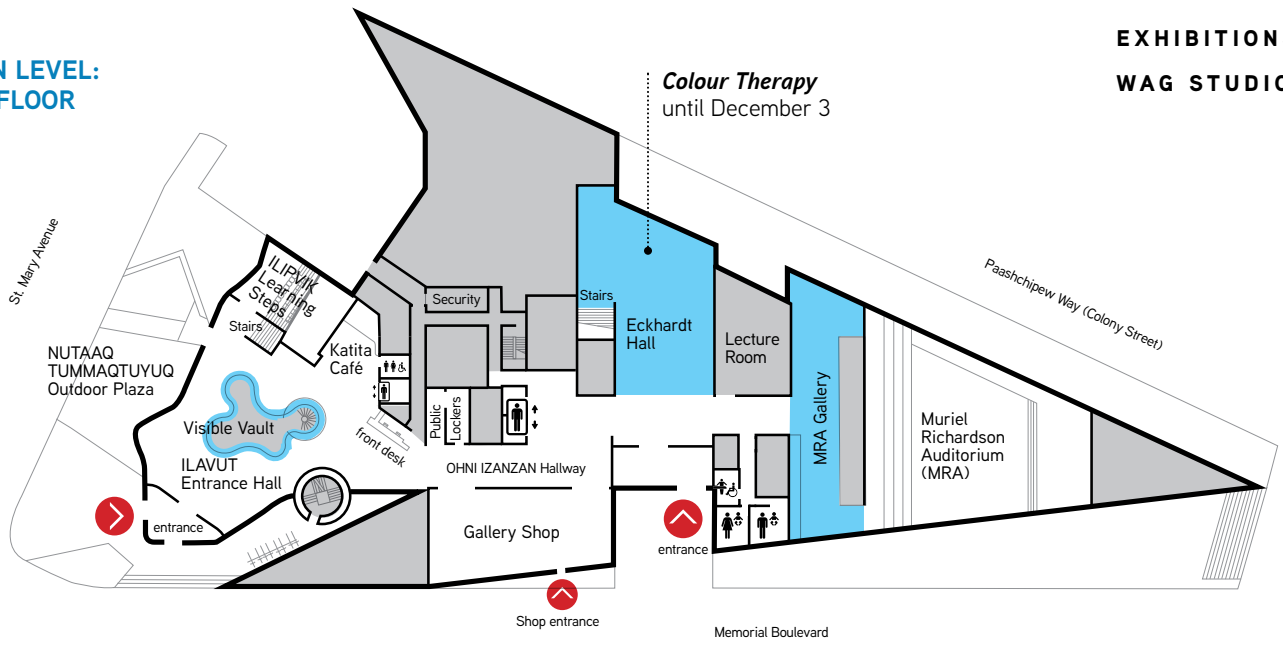 EXHIBITION
WAG STUDIO
N LEVEL:
FLOOR
Colour Therapy
until December 3
St. Mary Avenue
Paashchipew Way (Colony Street)
ILIPVIK
Learning
Steps
Stairs
Security
Stairs
Eckhardt
Hall
Lecture
Room
NUTAAQ
TUMMAQTUYUQ
Outdoor Plaza
Katita
Café
MRA Gallery
Muriel
Richardson
Auditorium
(MRA)
Visible Vault
front desk
Public
Lockers
OHNI IZANZAN Hallway
ILAVUT
Entrance Hall
entrance
Gallery Shop
entrance
Shop entrance
Memorial Boulevard